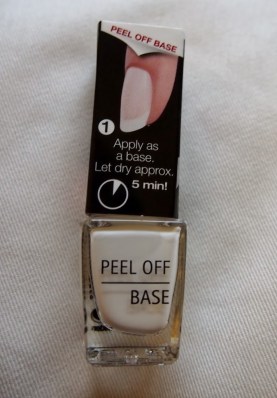 PEEL OFF BASE
1
Apply as
a base.
Let dry approx.
5 min!
PEEL OFF
BASE